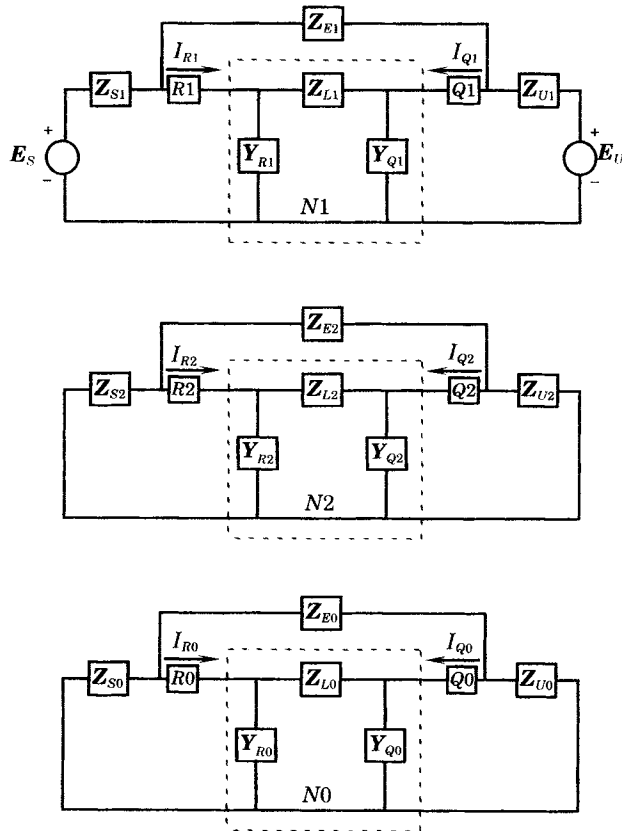 Z_E1
I_R1 I_Q1
Z_S1 R1 Z_L1 Q1 Z_U1
+ +
E_S Y_R1 Y_Q1 E_U
− −
N1
Z_E2
I_R2 I_Q2
Z_S2 R2 Z_L2 Q2 Z_U2
Y_R2 Y_Q2
N2
Z_E0
I_R0 I_Q0
Z_S0 R0 Z_L0 Q0 Z_U0
Y_R0 Y_Q0
N0